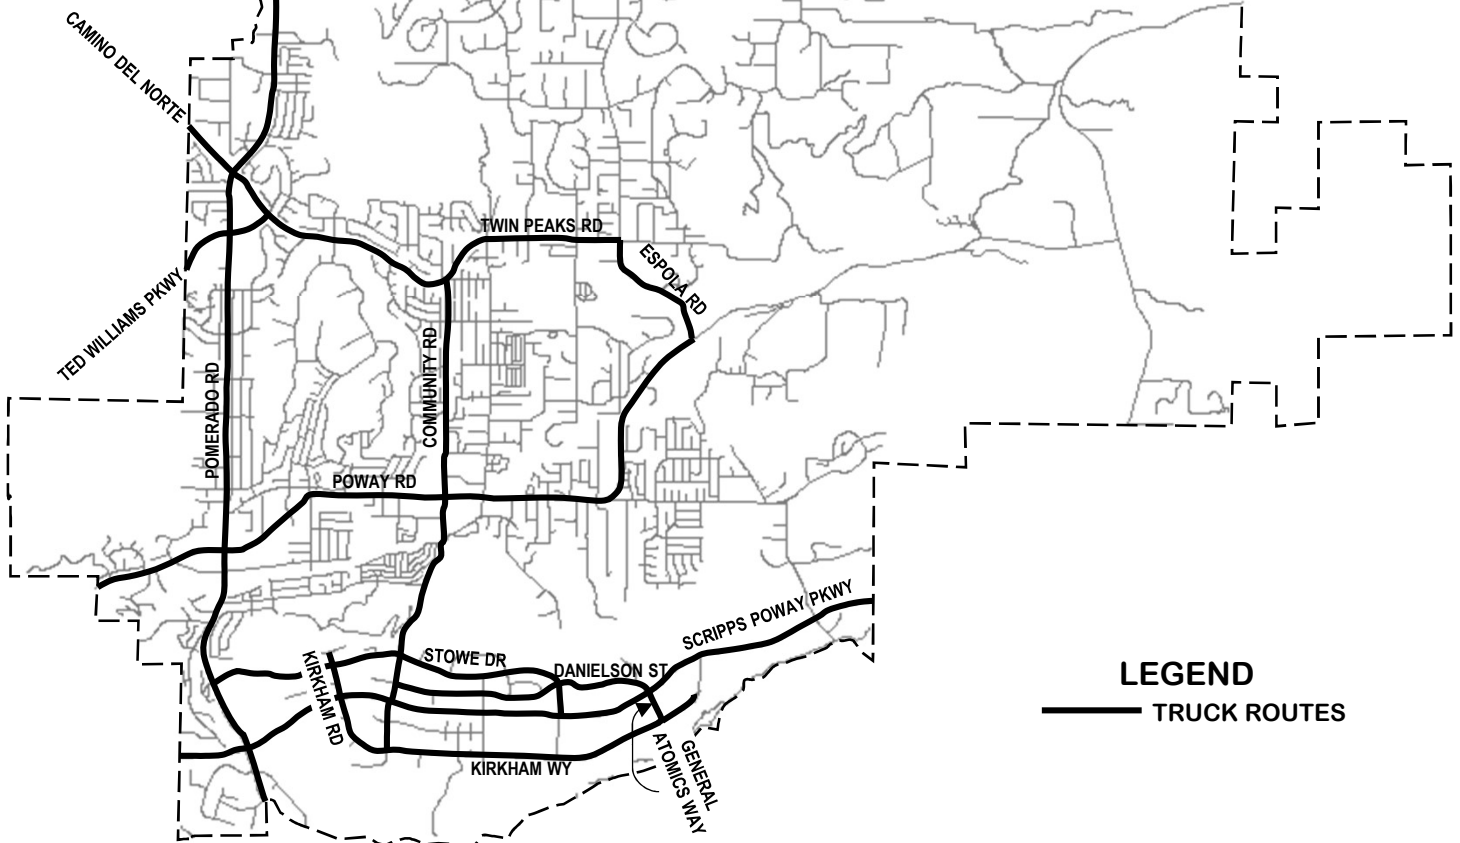 CAMINO DEL NORTE
TWIN PEAKS RD
ESPOLA RD
TED WILLIAMS PKWY
POMERADO RD
COMMUNITY RD
POWAY RD
SCRIPPS POWAY PKWY
STOWE DR
DANIELSON ST
KIRKHAM RD
KIRKHAM WY
GENERAL
ATOMICS WAY
LEGEND
TRUCK ROUTES